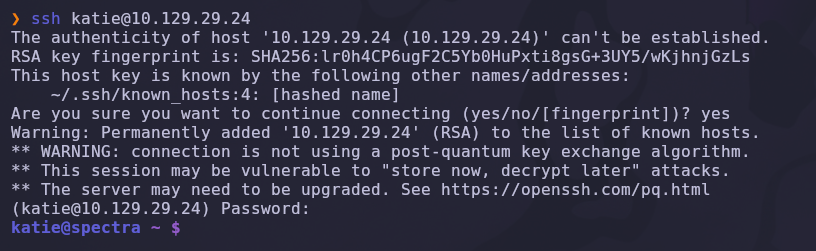 ❯ ssh katie@10.129.29.24
The authenticity of host '10.129.29.24 (10.129.29.24)' can't be established.
RSA key fingerprint is: SHA256:lr0h4CP6ugF2C5Yb0HuPxti8gsG+3UY5/wKjhnjGzLs
This host key is known by the following other names/addresses:
    ~/.ssh/known_hosts:4: [hashed name]
Are you sure you want to continue connecting (yes/no/[fingerprint])? yes
Warning: Permanently added '10.129.29.24' (RSA) to the list of known hosts.
** WARNING: connection is not using a post-quantum key exchange algorithm.
** This session may be vulnerable to "store now, decrypt later" attacks.
** The server may need to be upgraded. See https://openssh.com/pq.html
(katie@10.129.29.24) Password:
katie@spectra ~ $